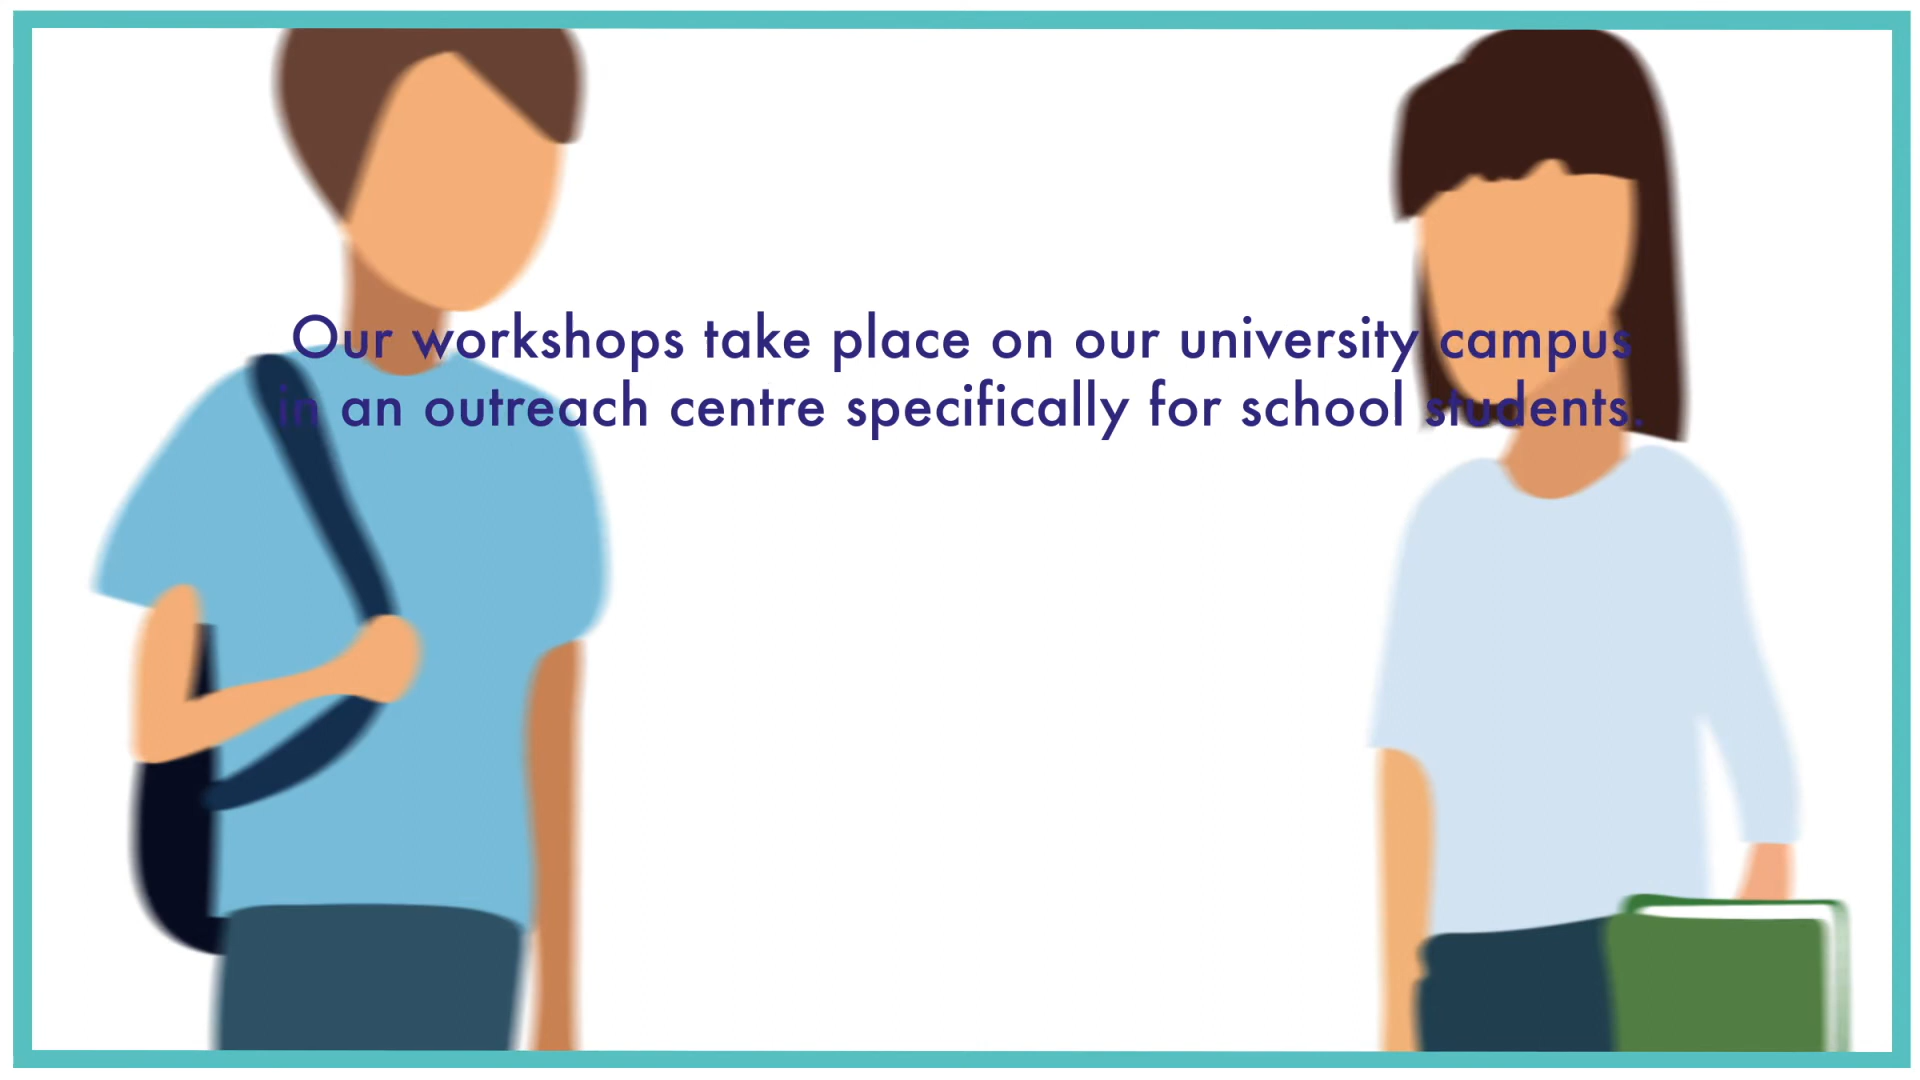 Our workshops take place on our university campus
in an outreach centre specifically for school students.